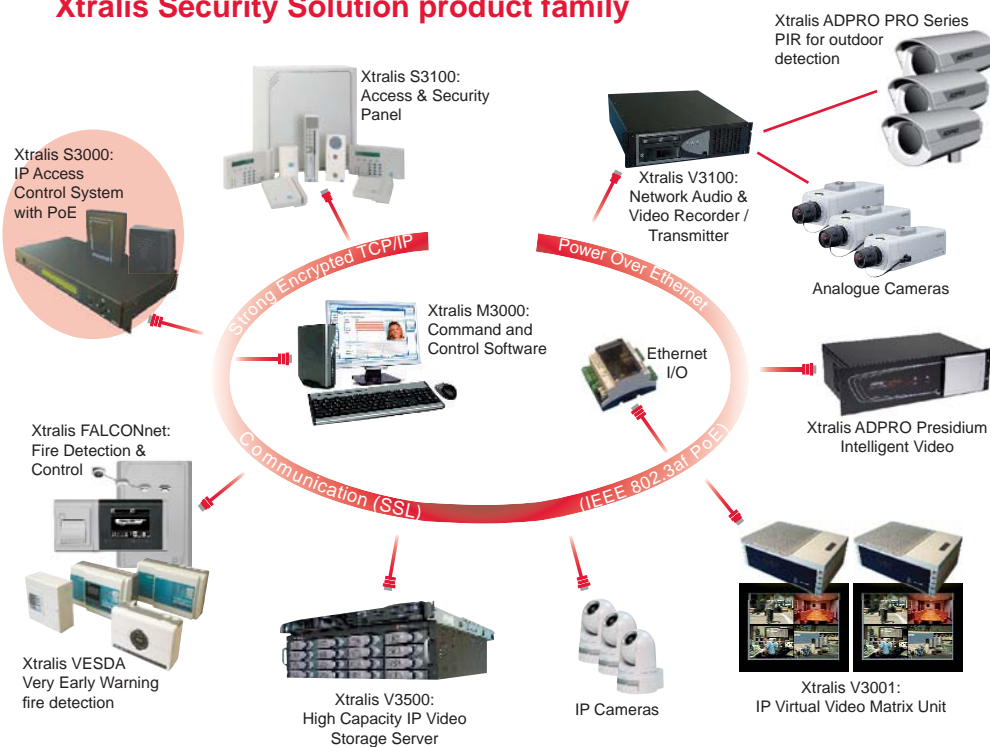 Xtralis Security Solution product family
Xtralis ADPRO PRO Series
PIR for outdoor
detection
Xtralis S3100:
Access & Security
Panel
Xtralis S3000:
IP Access
Control System
with PoE
Xtralis V3100:
Network Audio &
Video Recorder /
Transmitter
Analogue Cameras
Strong Encrypted TCP/IP
Power Over Ethernet
Xtralis M3000:
Command and
Control Software
Ethernet
I/O
Xtralis ADPRO Presidium
Intelligent Video
Xtralis FALCONnet:
Fire Detection &
Control
Communication (SSL)
(IEEE 802.3af PoE)
Xtralis VESDA
Very Early Warning
fire detection
Xtralis V3500:
High Capacity IP Video
Storage Server
IP Cameras
Xtralis V3001:
IP Virtual Video Matrix Unit